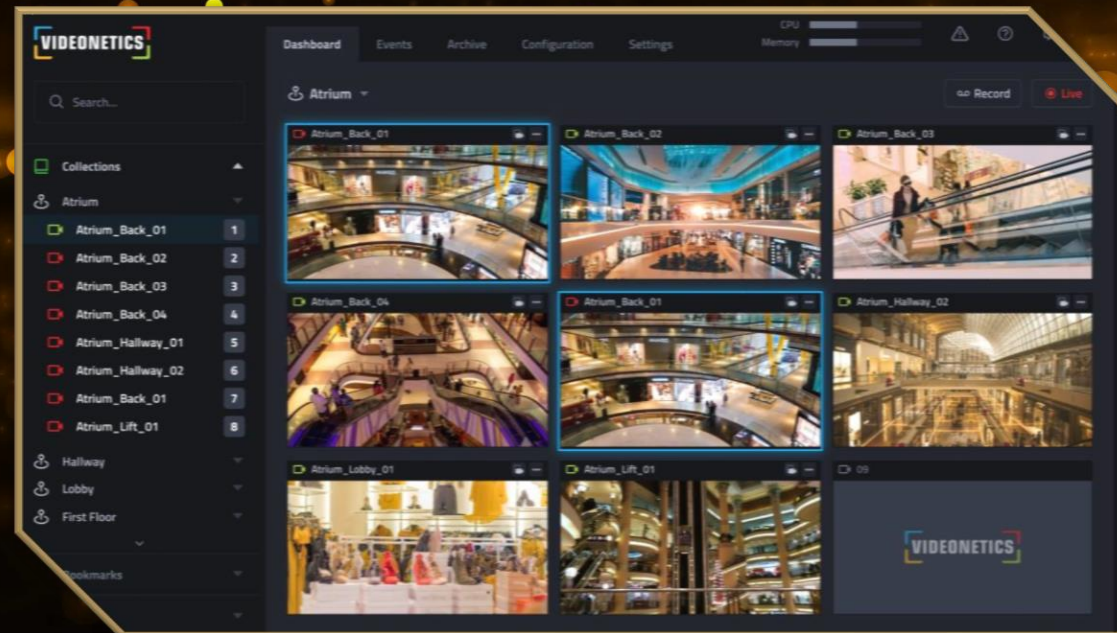 VIDEONETICS
Dashboard
Events
Archive
Configuration
Settings
CPU
Memory
Search...
Atrium
Record
Live
Collections
Atrium
Atrium_Back_01 1
Atrium_Back_02 2
Atrium_Back_03 3
Atrium_Back_04 4
Atrium_Hallway_01 5
Atrium_Hallway_02 6
Atrium_Back_01 7
Atrium_Lift_01 8
Hallway
Lobby
First Floor
Bookmarks
Atrium_Back_01
Atrium_Back_02
Atrium_Back_03
Atrium_Back_04
Atrium_Back_01
Atrium_Hallway_02
Atrium_Lobby_01
Atrium_Lift_01
09
VIDEONETICS